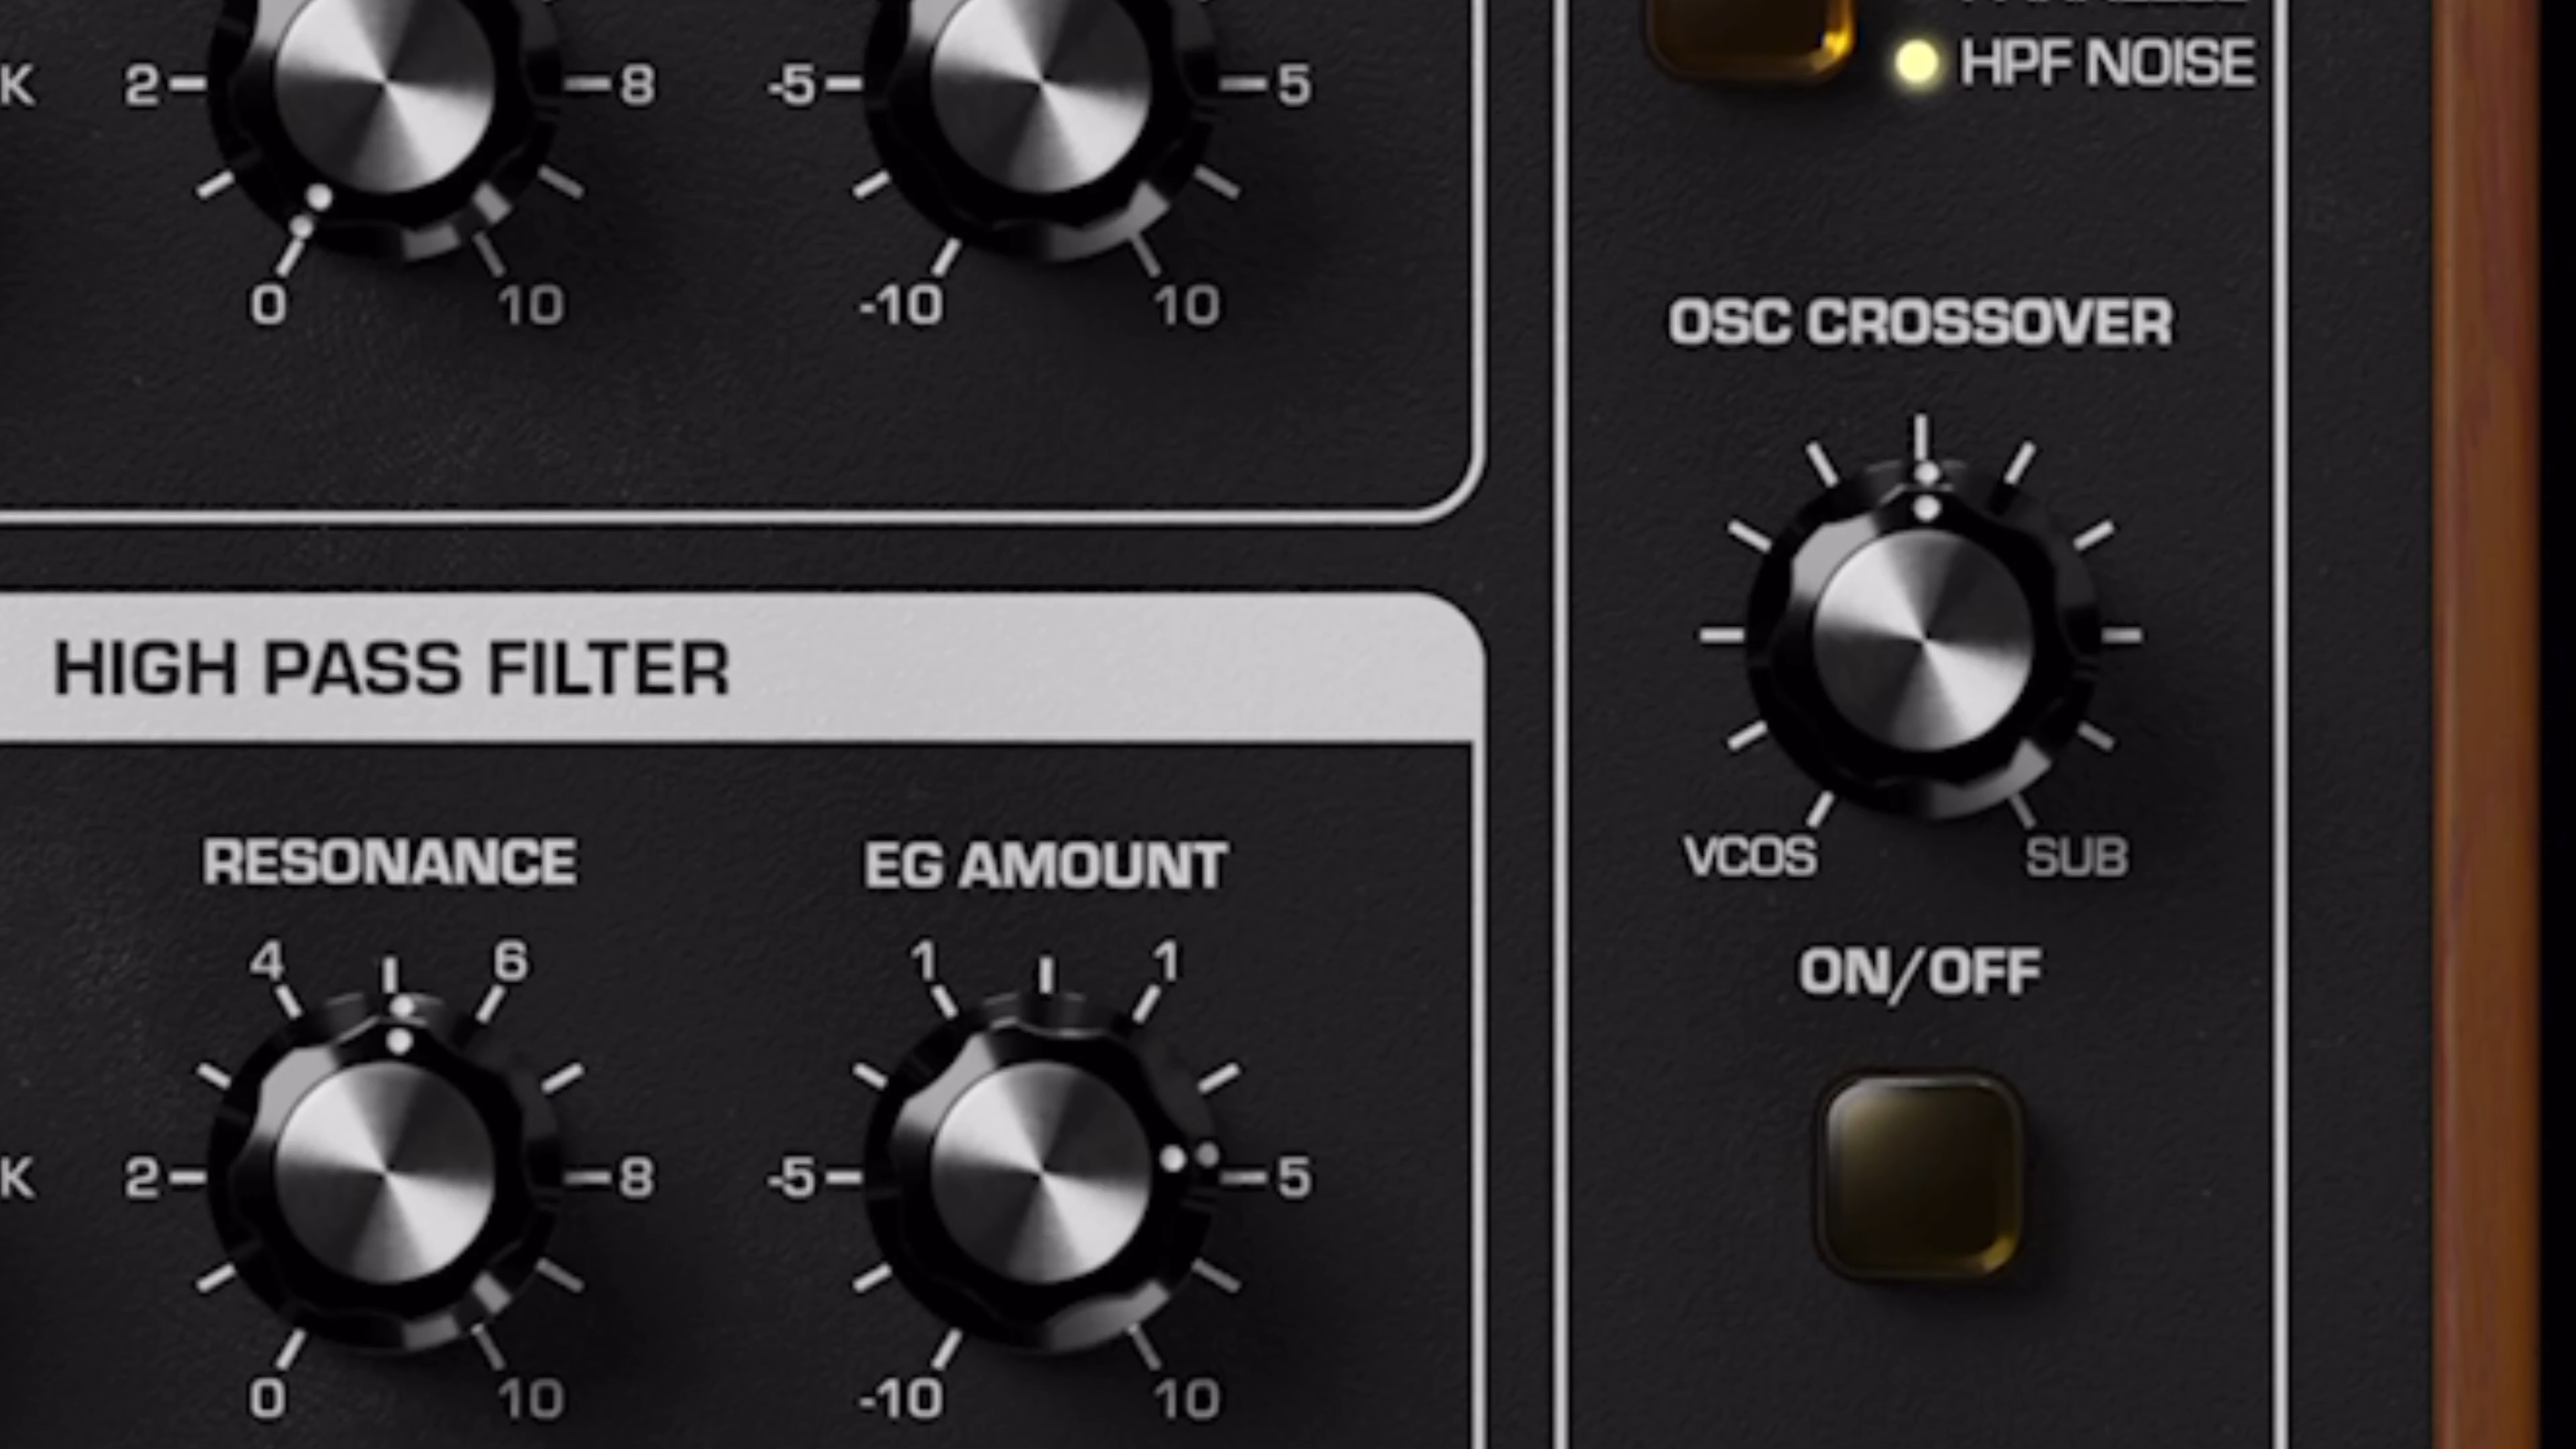 K 2 8 -5 5
HPF NOISE
0 10 -10 10
OSC CROSSOVER
HIGH PASS FILTER
VCOS SUB
RESONANCE
EG AMOUNT
4 6 1 1
ON/OFF
K 2 8 -5 5
0 10 -10 10